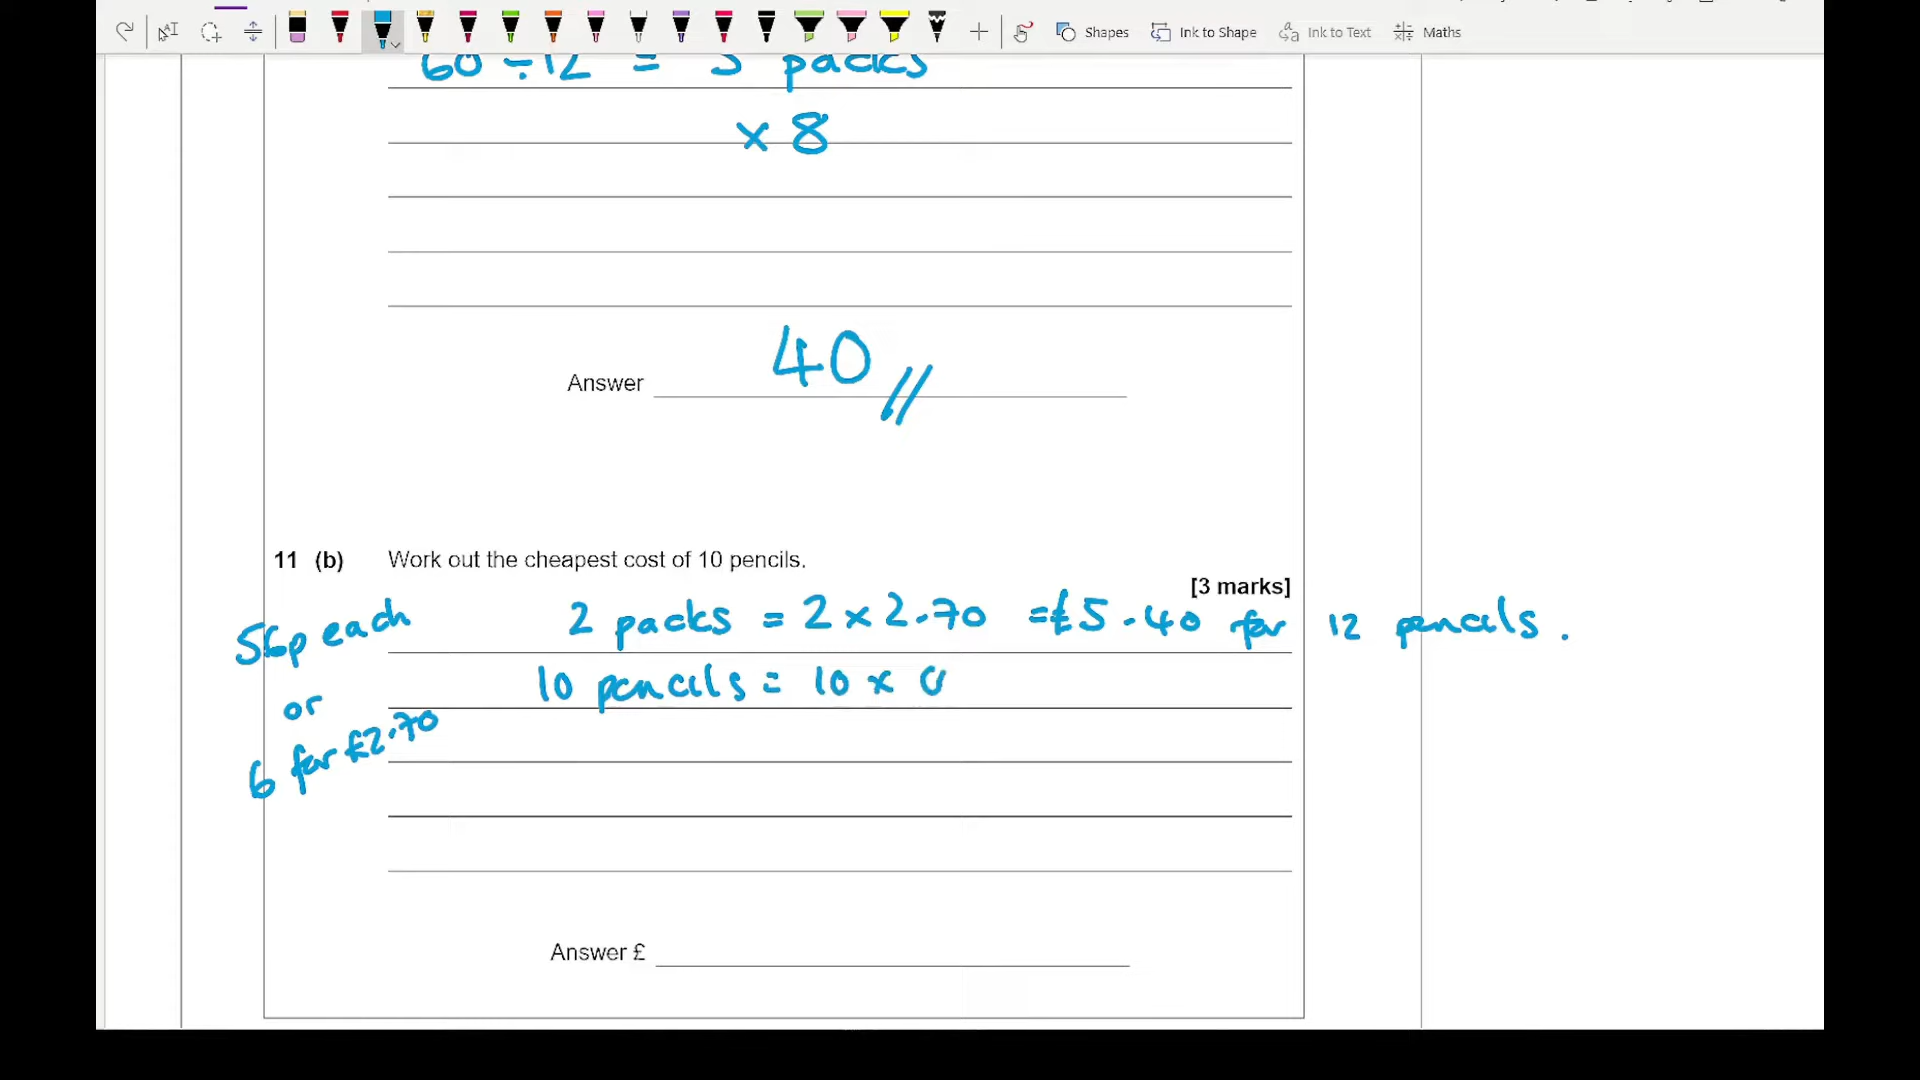 Shapes Ink to Shape Ink to Text Maths
60 ÷ 12 = 5 packs
× 8
40
Answer
11 (b) Work out the cheapest cost of 10 pencils.
[3 marks]
56p each
or
6 for £2.70
2 packs = 2 × 2.70 = £5.40 for 12 pencils.
10 pencils = 10 × 0
Answer £